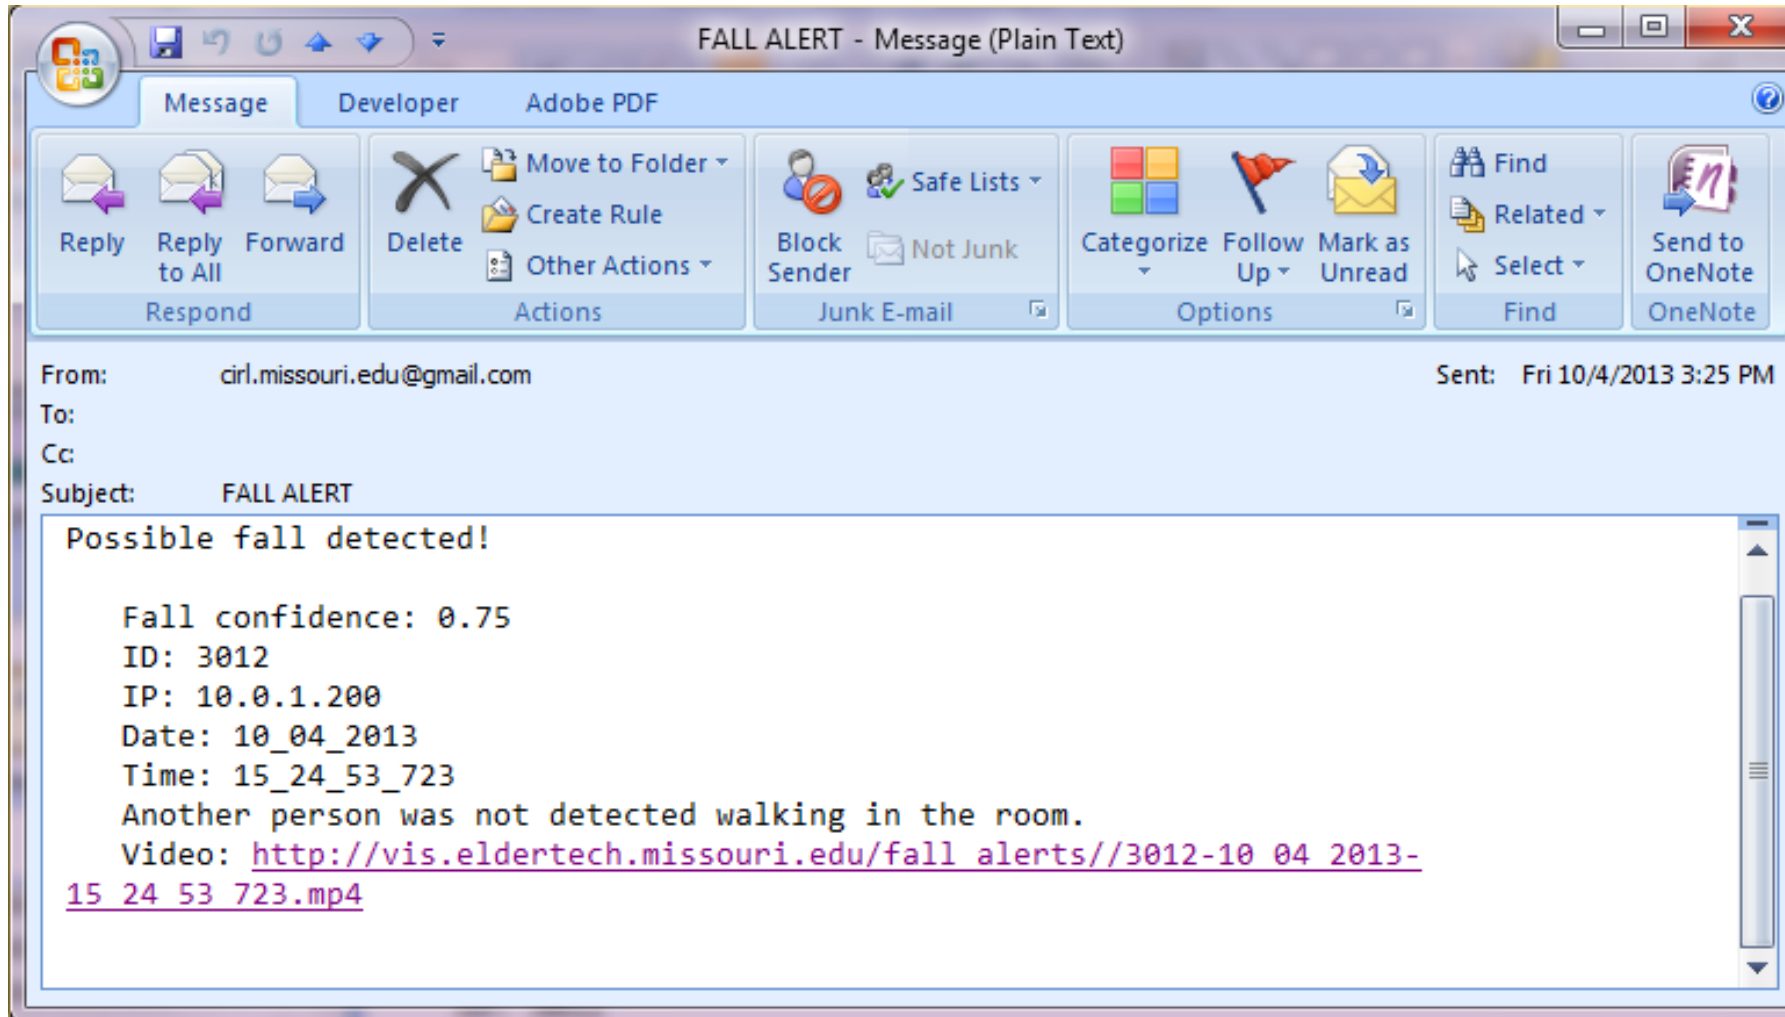 FALL ALERT - Message (Plain Text)
Message Developer Adobe PDF
Reply
Reply to All
Forward
Respond
Delete
Move to Folder
Create Rule
Other Actions
Actions
Block Sender
Safe Lists
Not Junk
Junk E-mail
Categorize
Follow Up
Mark as Unread
Options
Find
Related
Select
Find
Send to OneNote
OneNote
From: cirl.missouri.edu@gmail.com Sent: Fri 10/4/2013 3:25 PM
To:
Cc:
Subject: FALL ALERT
Possible fall detected!
Fall confidence: 0.75
ID: 3012
IP: 10.0.1.200
Date: 10_04_2013
Time: 15_24_53_723
Another person was not detected walking in the room.
Video: http://vis.eldertech.missouri.edu/fall_alerts//3012-10_04_2013-
15_24_53_723.mp4